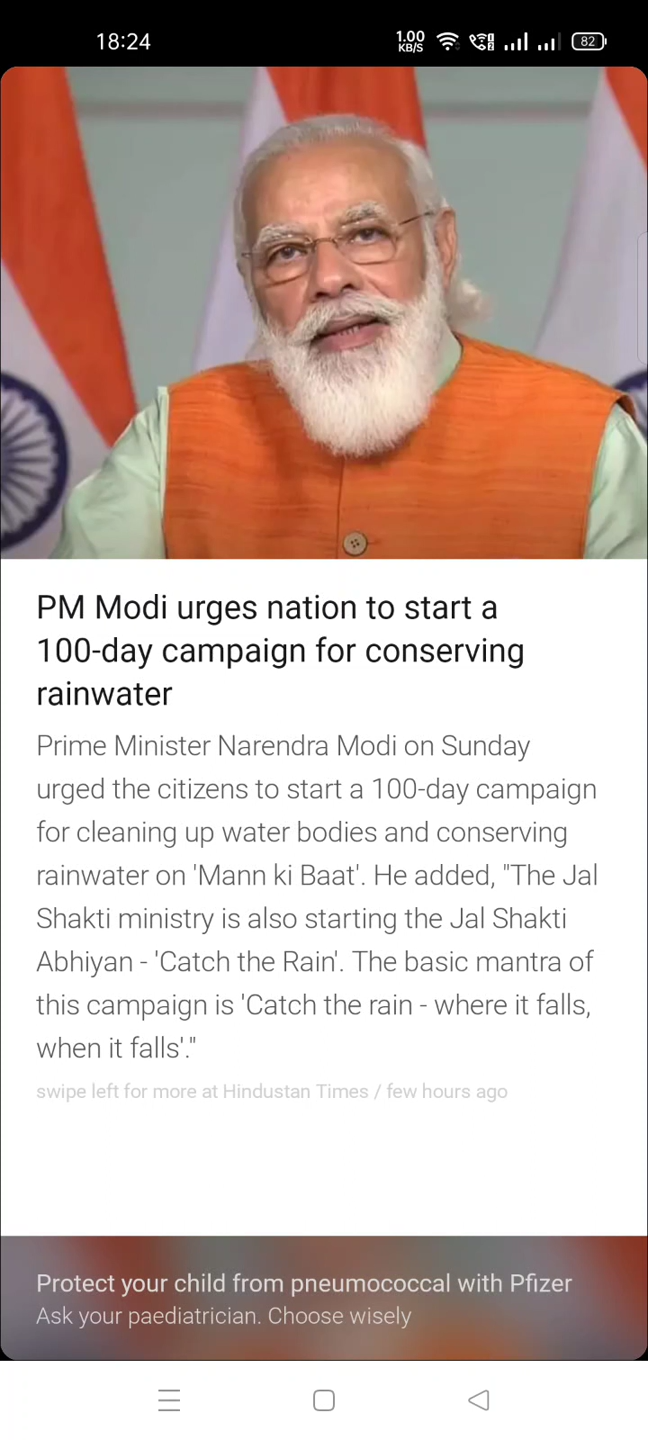 18:24
1.00
KB/S
82
PM Modi urges nation to start a
100-day campaign for conserving
rainwater
Prime Minister Narendra Modi on Sunday
urged the citizens to start a 100-day campaign
for cleaning up water bodies and conserving
rainwater on 'Mann ki Baat'. He added, "The Jal
Shakti ministry is also starting the Jal Shakti
Abhiyan - 'Catch the Rain'. The basic mantra of
this campaign is 'Catch the rain - where it falls,
when it falls'."
swipe left for more at Hindustan Times / few hours ago
Protect your child from pneumococcal with Pfizer
Ask your paediatrician. Choose wisely